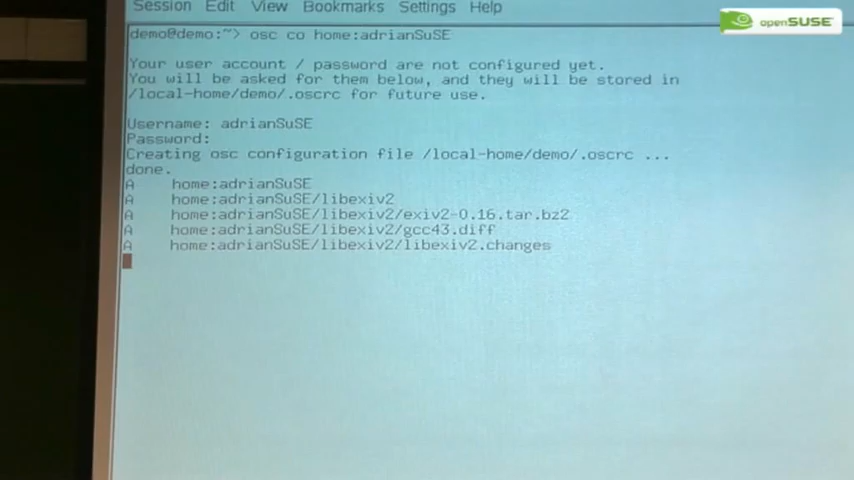 Session Edit View Bookmarks Settings Help
openSUSE
demo@demo:~> osc co home:adrianSuSE
Your user account / password are not configured yet.
You will be asked for them below, and they will be stored in
/local-home/demo/.oscrc for future use.
Username: adrianSuSE
Password:
Creating osc configuration file /local-home/demo/.oscrc ...
done.
A home:adrianSuSE
A home:adrianSuSE/libexiv2
A home:adrianSuSE/libexiv2/exiv2-0.16.tar.bz2
A home:adrianSuSE/libexiv2/gcc43.diff
A home:adrianSuSE/libexiv2/libexiv2.changes